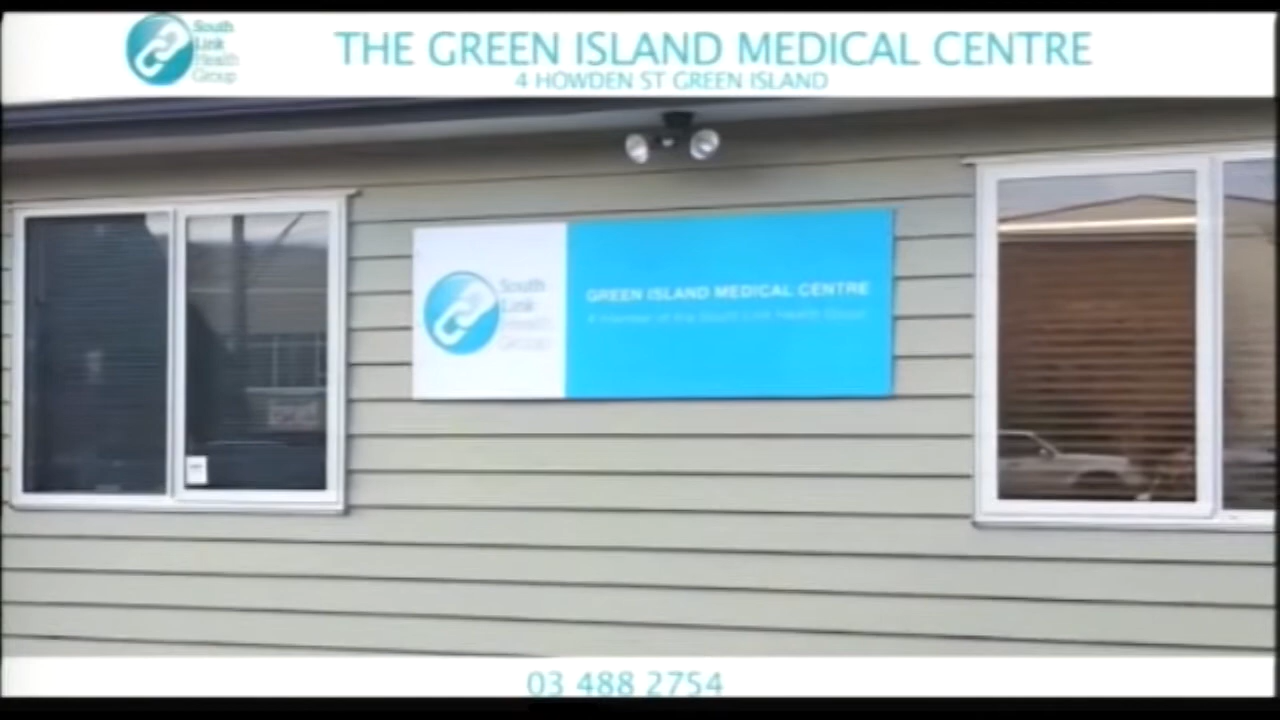 South
Link
Health
Group
THE GREEN ISLAND MEDICAL CENTRE
4 HOWDEN ST GREEN ISLAND
South
Link
Health
Group
GREEN ISLAND MEDICAL CENTRE
A member of the South Link Health Group
03 488 2754